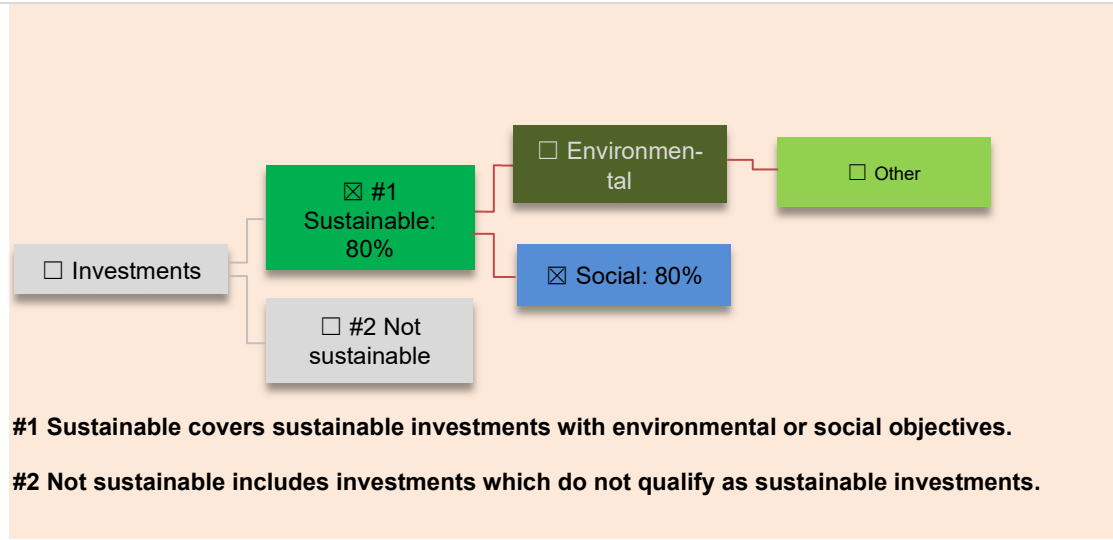 ☐ Investments
☒ #1
Sustainable:
80%
☐ #2 Not
sustainable
☐ Environmen-
tal
☒ Social: 80%
☐ Other
#1 Sustainable covers sustainable investments with environmental or social objectives.
#2 Not sustainable includes investments which do not qualify as sustainable investments.